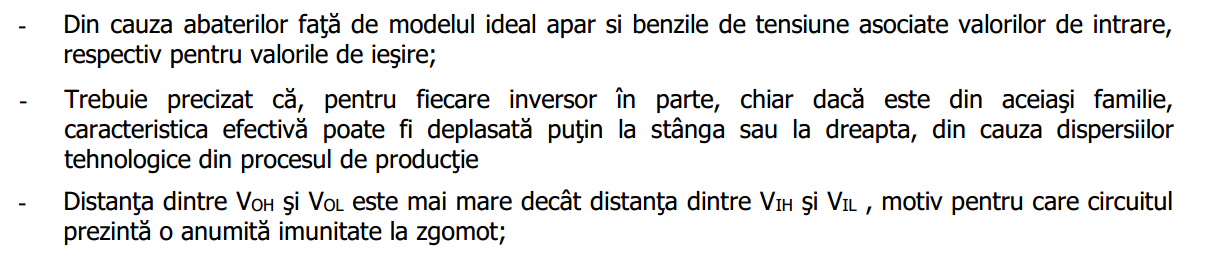 - Din cauza abaterilor faţă de modelul ideal apar si benzile de tensiune asociate valorilor de intrare,
respectiv pentru valorile de ieşire;
- Trebuie precizat că, pentru fiecare inversor în parte, chiar dacă este din aceiaşi familie,
caracteristica efectivă poate fi deplasată puţin la stânga sau la dreapta, din cauza dispersiilor
tehnologice din procesul de producţie
- Distanţa dintre VOH şi VOL este mai mare decât distanţa dintre VIH şi VIL , motiv pentru care circuitul
prezintă o anumită imunitate la zgomot;